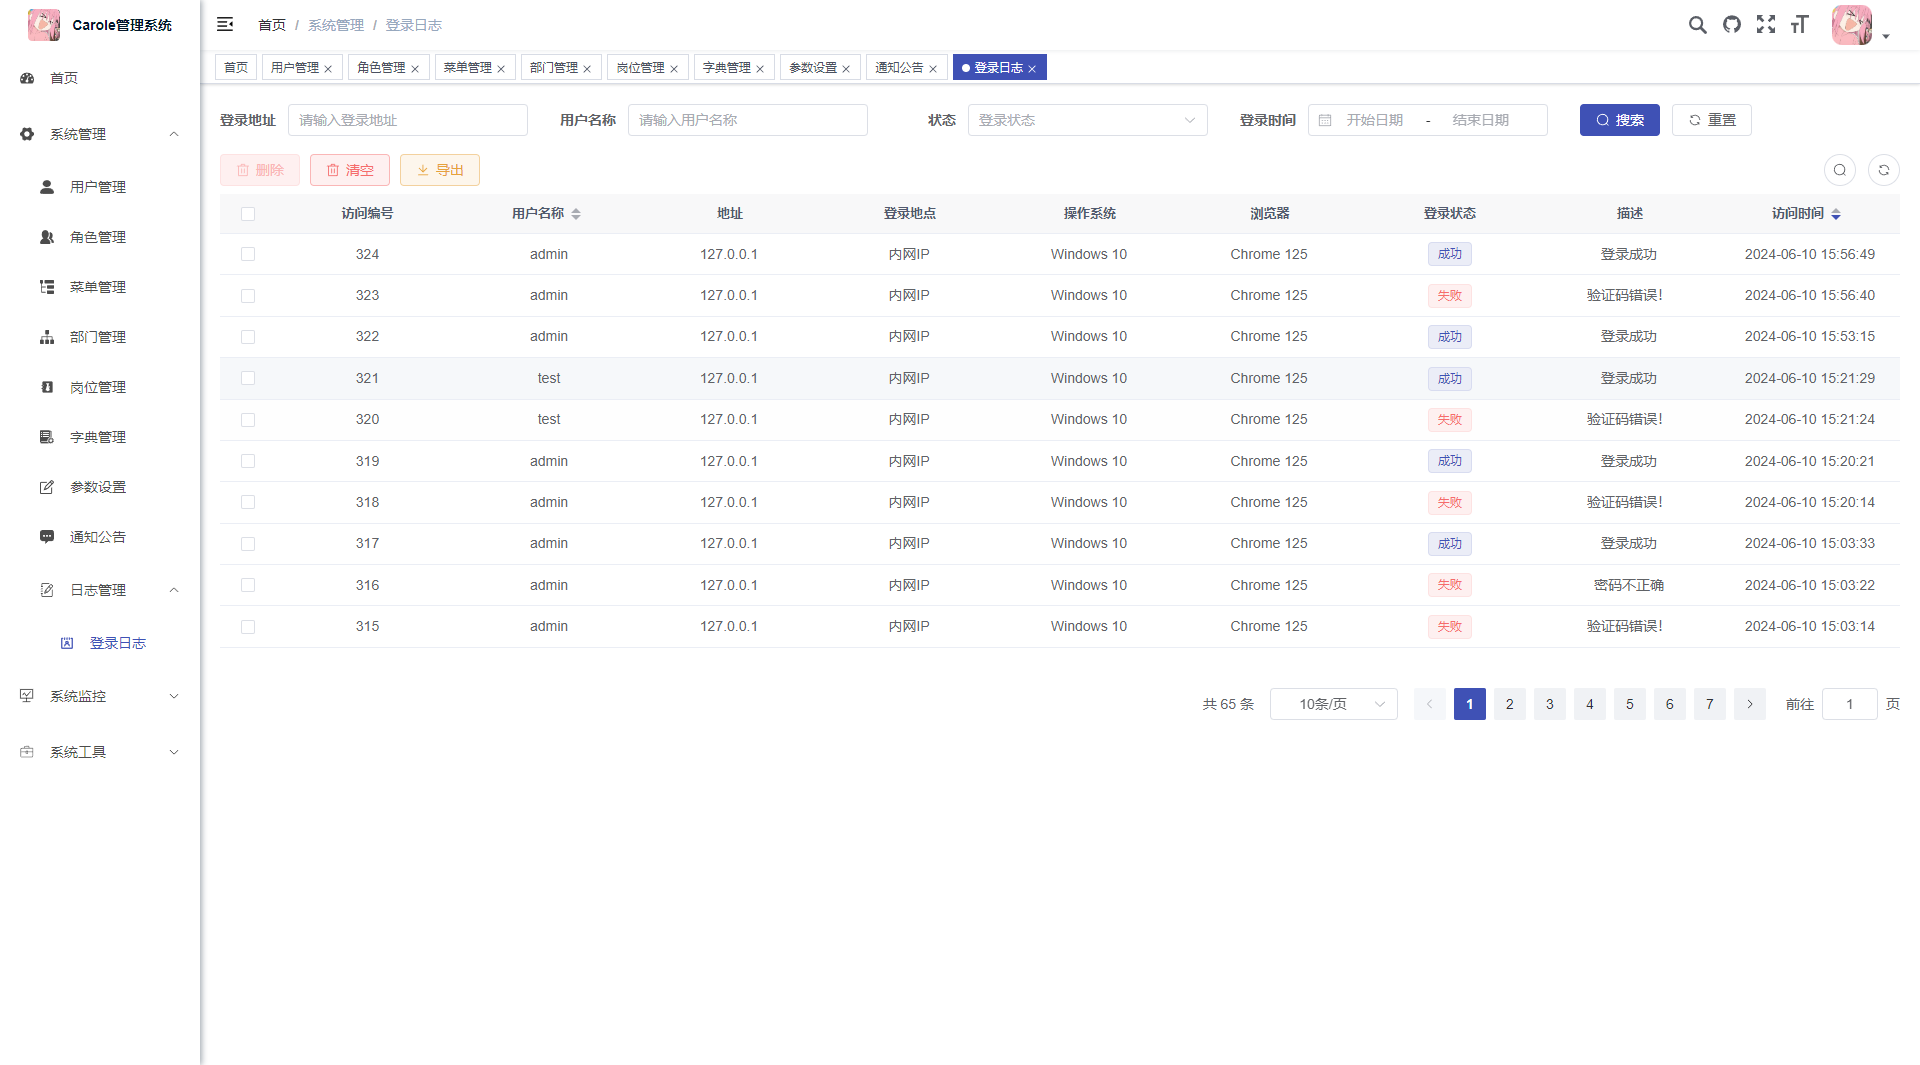 Carole管理系统
首页
系统管理
用户管理
角色管理
菜单管理
部门管理
岗位管理
字典管理
参数设置
通知公告
日志管理
登录日志
系统监控
系统工具
首页 / 系统管理 / 登录日志
首页 用户管理 角色管理 菜单管理 部门管理 岗位管理 字典管理 参数设置 通知公告 登录日志
登录地址 请输入登录地址 用户名称 请输入用户名称 状态 登录状态 登录时间 开始日期 - 结束日期 搜索 重置
删除 清空 导出
访问编号 用户名称 地址 登录地点 操作系统 浏览器 登录状态 描述 访问时间
324 admin 127.0.0.1 内网IP Windows 10 Chrome 125 成功 登录成功 2024-06-10 15:56:49
323 admin 127.0.0.1 内网IP Windows 10 Chrome 125 失败 验证码错误! 2024-06-10 15:56:40
322 admin 127.0.0.1 内网IP Windows 10 Chrome 125 成功 登录成功 2024-06-10 15:53:15
321 test 127.0.0.1 内网IP Windows 10 Chrome 125 成功 登录成功 2024-06-10 15:21:29
320 test 127.0.0.1 内网IP Windows 10 Chrome 125 失败 验证码错误! 2024-06-10 15:21:24
319 admin 127.0.0.1 内网IP Windows 10 Chrome 125 成功 登录成功 2024-06-10 15:20:21
318 admin 127.0.0.1 内网IP Windows 10 Chrome 125 失败 验证码错误! 2024-06-10 15:20:14
317 admin 127.0.0.1 内网IP Windows 10 Chrome 125 成功 登录成功 2024-06-10 15:03:33
316 admin 127.0.0.1 内网IP Windows 10 Chrome 125 失败 密码不正确 2024-06-10 15:03:22
315 admin 127.0.0.1 内网IP Windows 10 Chrome 125 失败 验证码错误! 2024-06-10 15:03:14
共 65 条 10条/页 1 2 3 4 5 6 7 前往 1 页